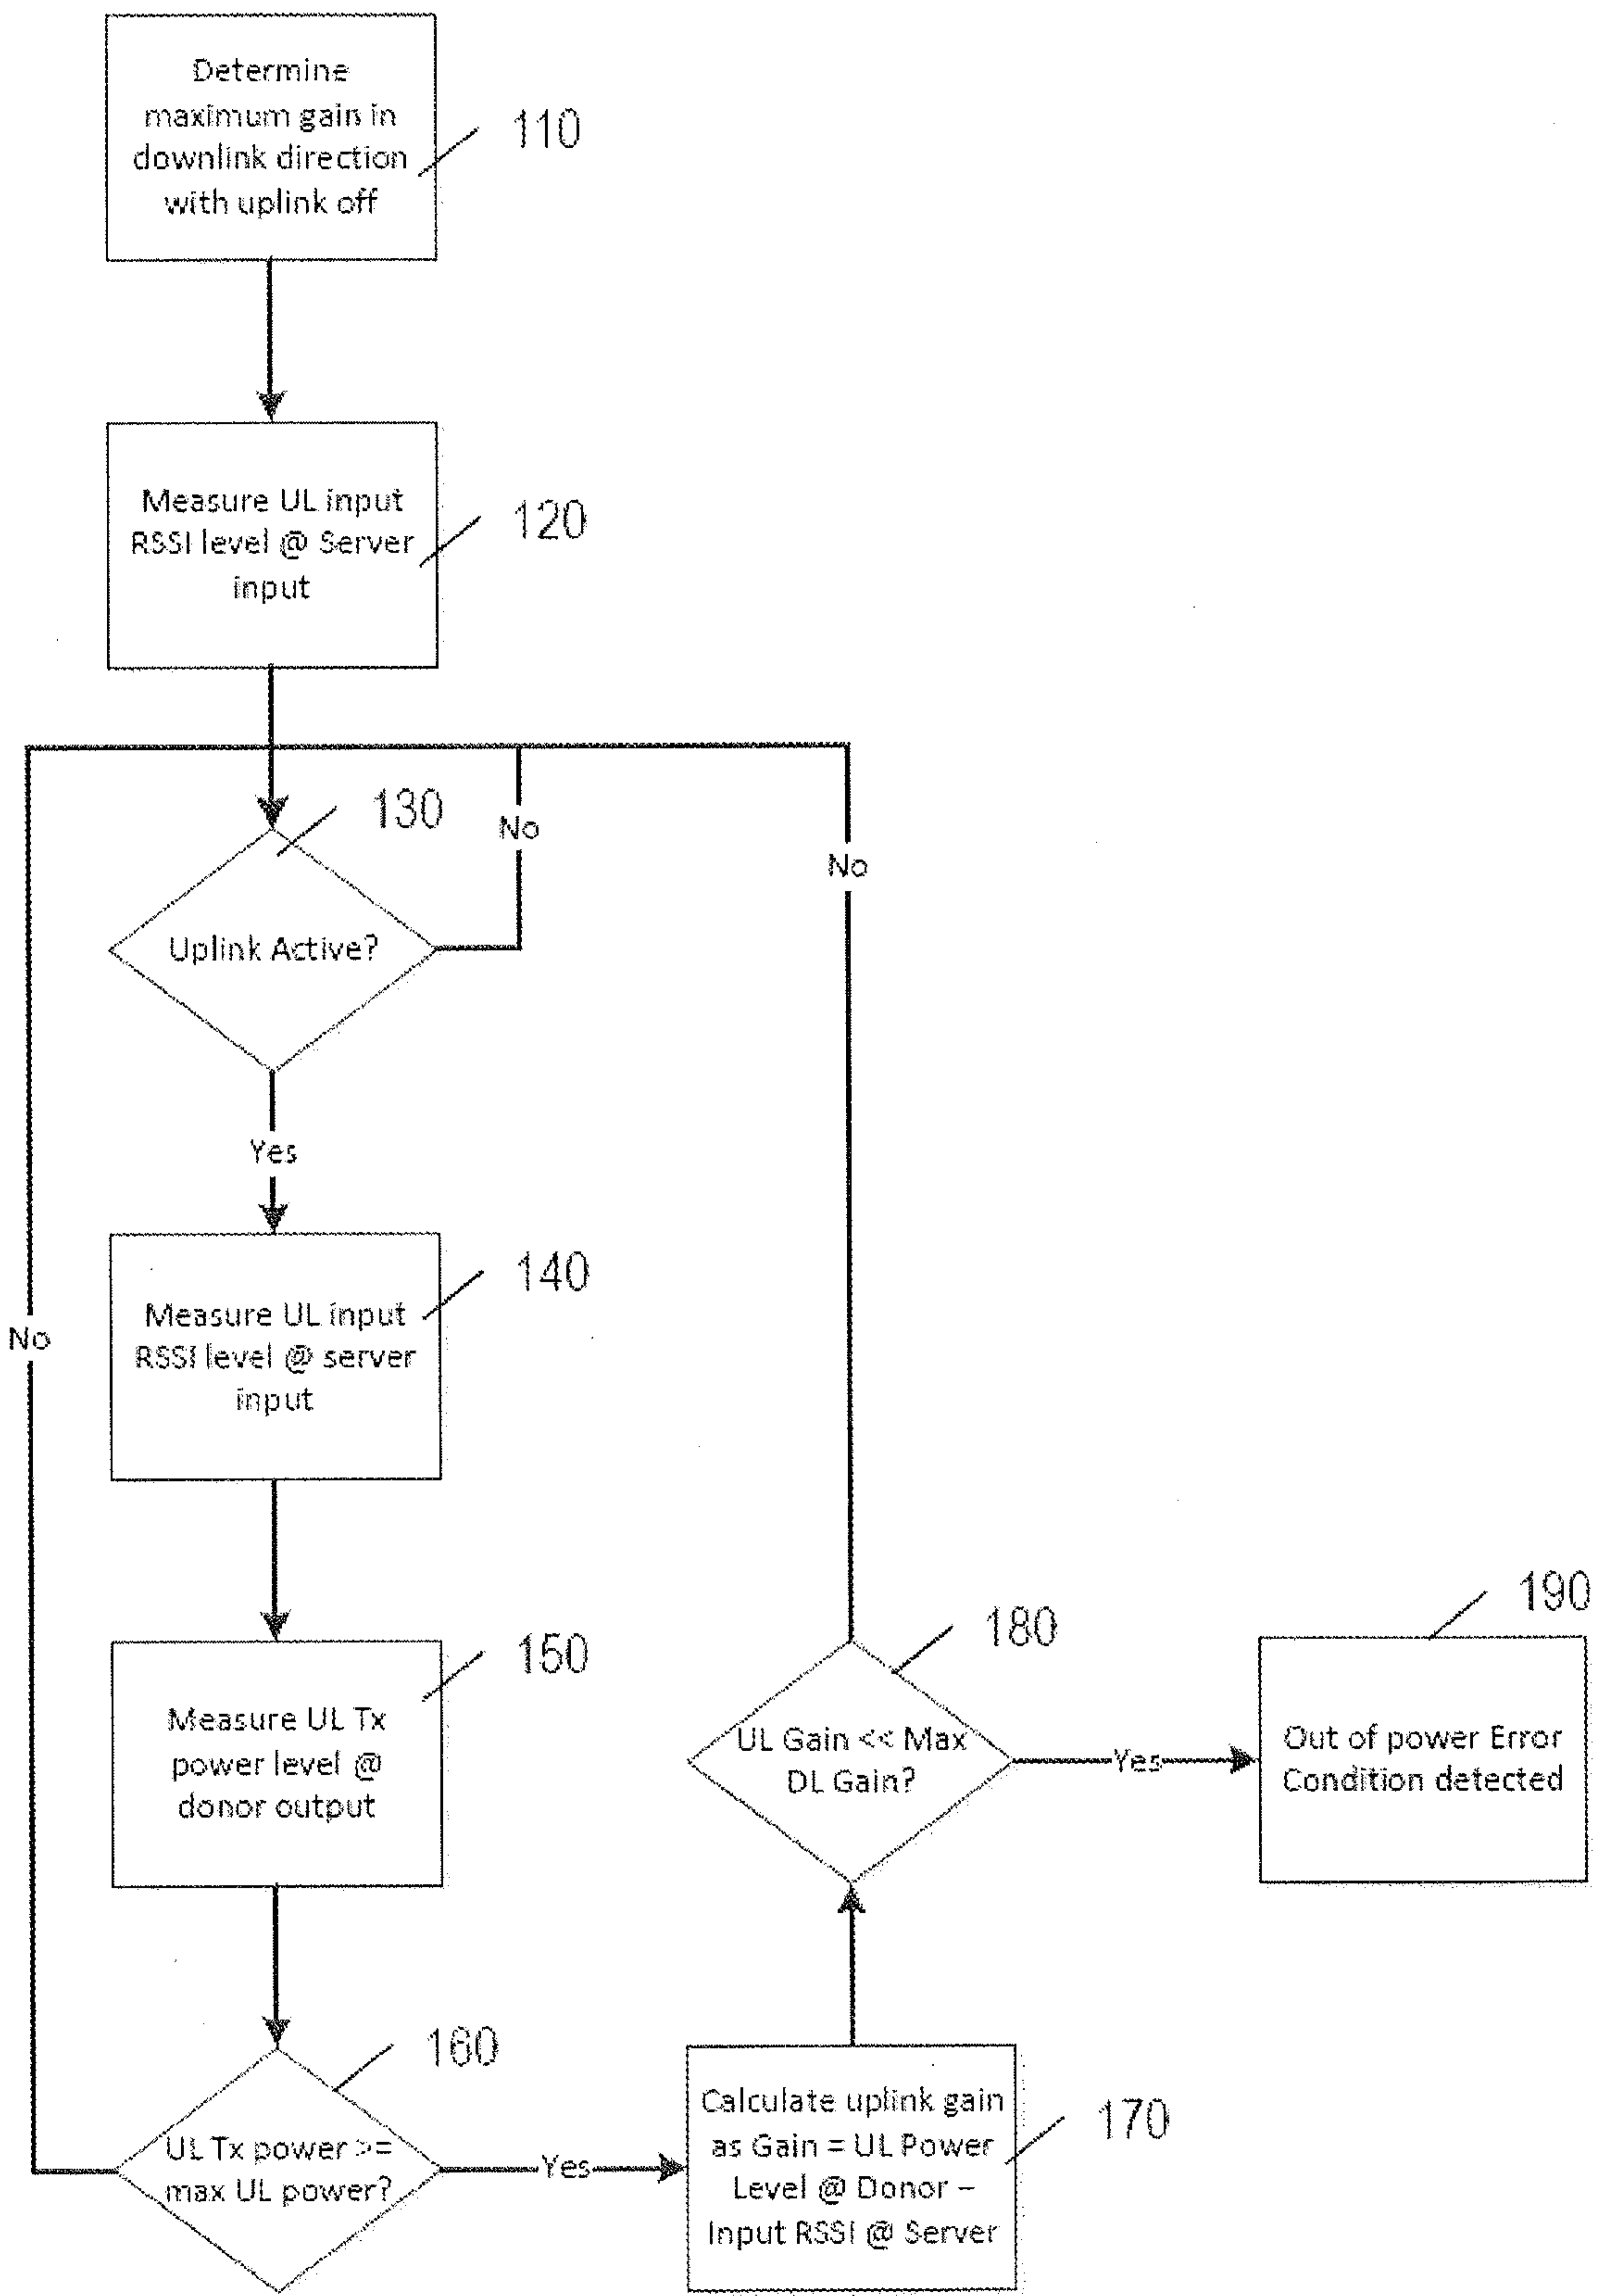 Determine
maximum gain in
downlink direction
with uplink off
110
Measure UL input
RSSI level @ Server
input
120
130
No
No
Uplink Active?
Yes
140
Measure UL input
RSSI level @ server
input
No
150
Measure UL Tx
power level @
donor output
180
UL Gain << Max
DL Gain?
Yes
190
Out of power Error
Condition detected
160
UL Tx power >=
max UL power?
Yes
Calculate uplink gain
as Gain = UL Power
Level @ Donor –
Input RSSI @ Server
170